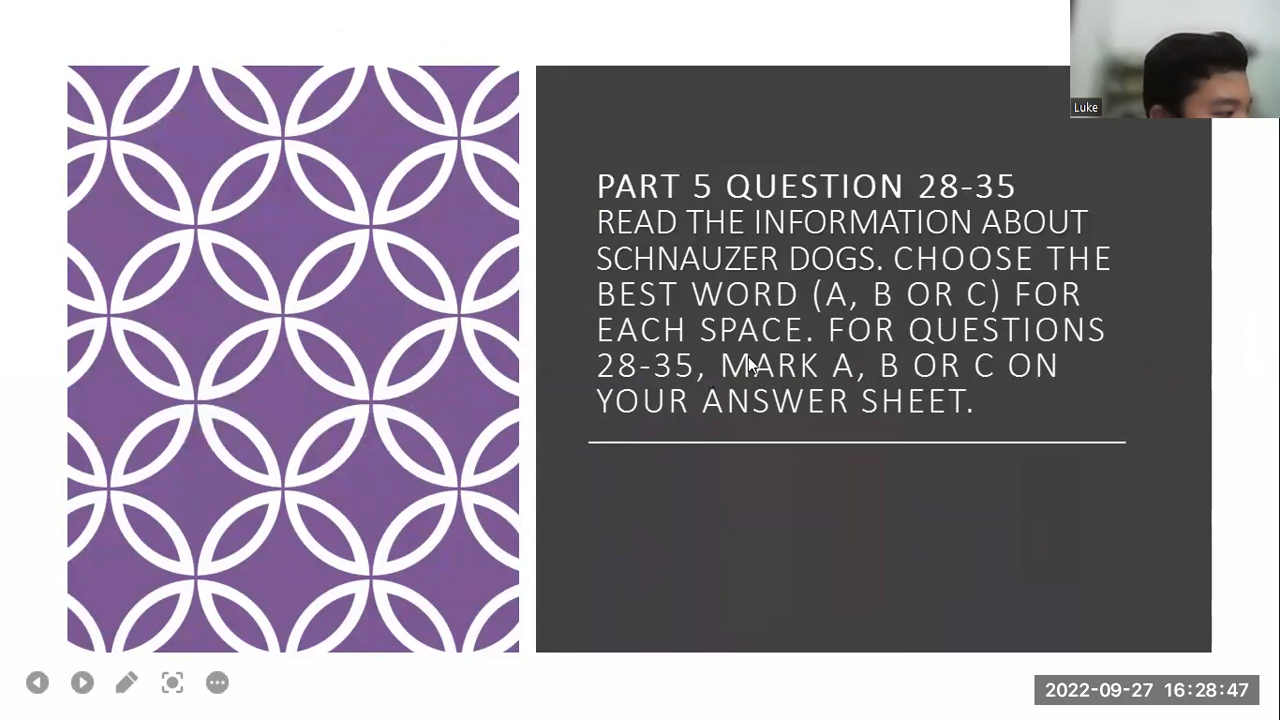 Luke
PART 5 QUESTION 28-35
READ THE INFORMATION ABOUT
SCHNAUZER DOGS. CHOOSE THE
BEST WORD (A, B OR C) FOR
EACH SPACE. FOR QUESTIONS
28-35, MARK A, B OR C ON
YOUR ANSWER SHEET.
2022-09-27 16:28:47